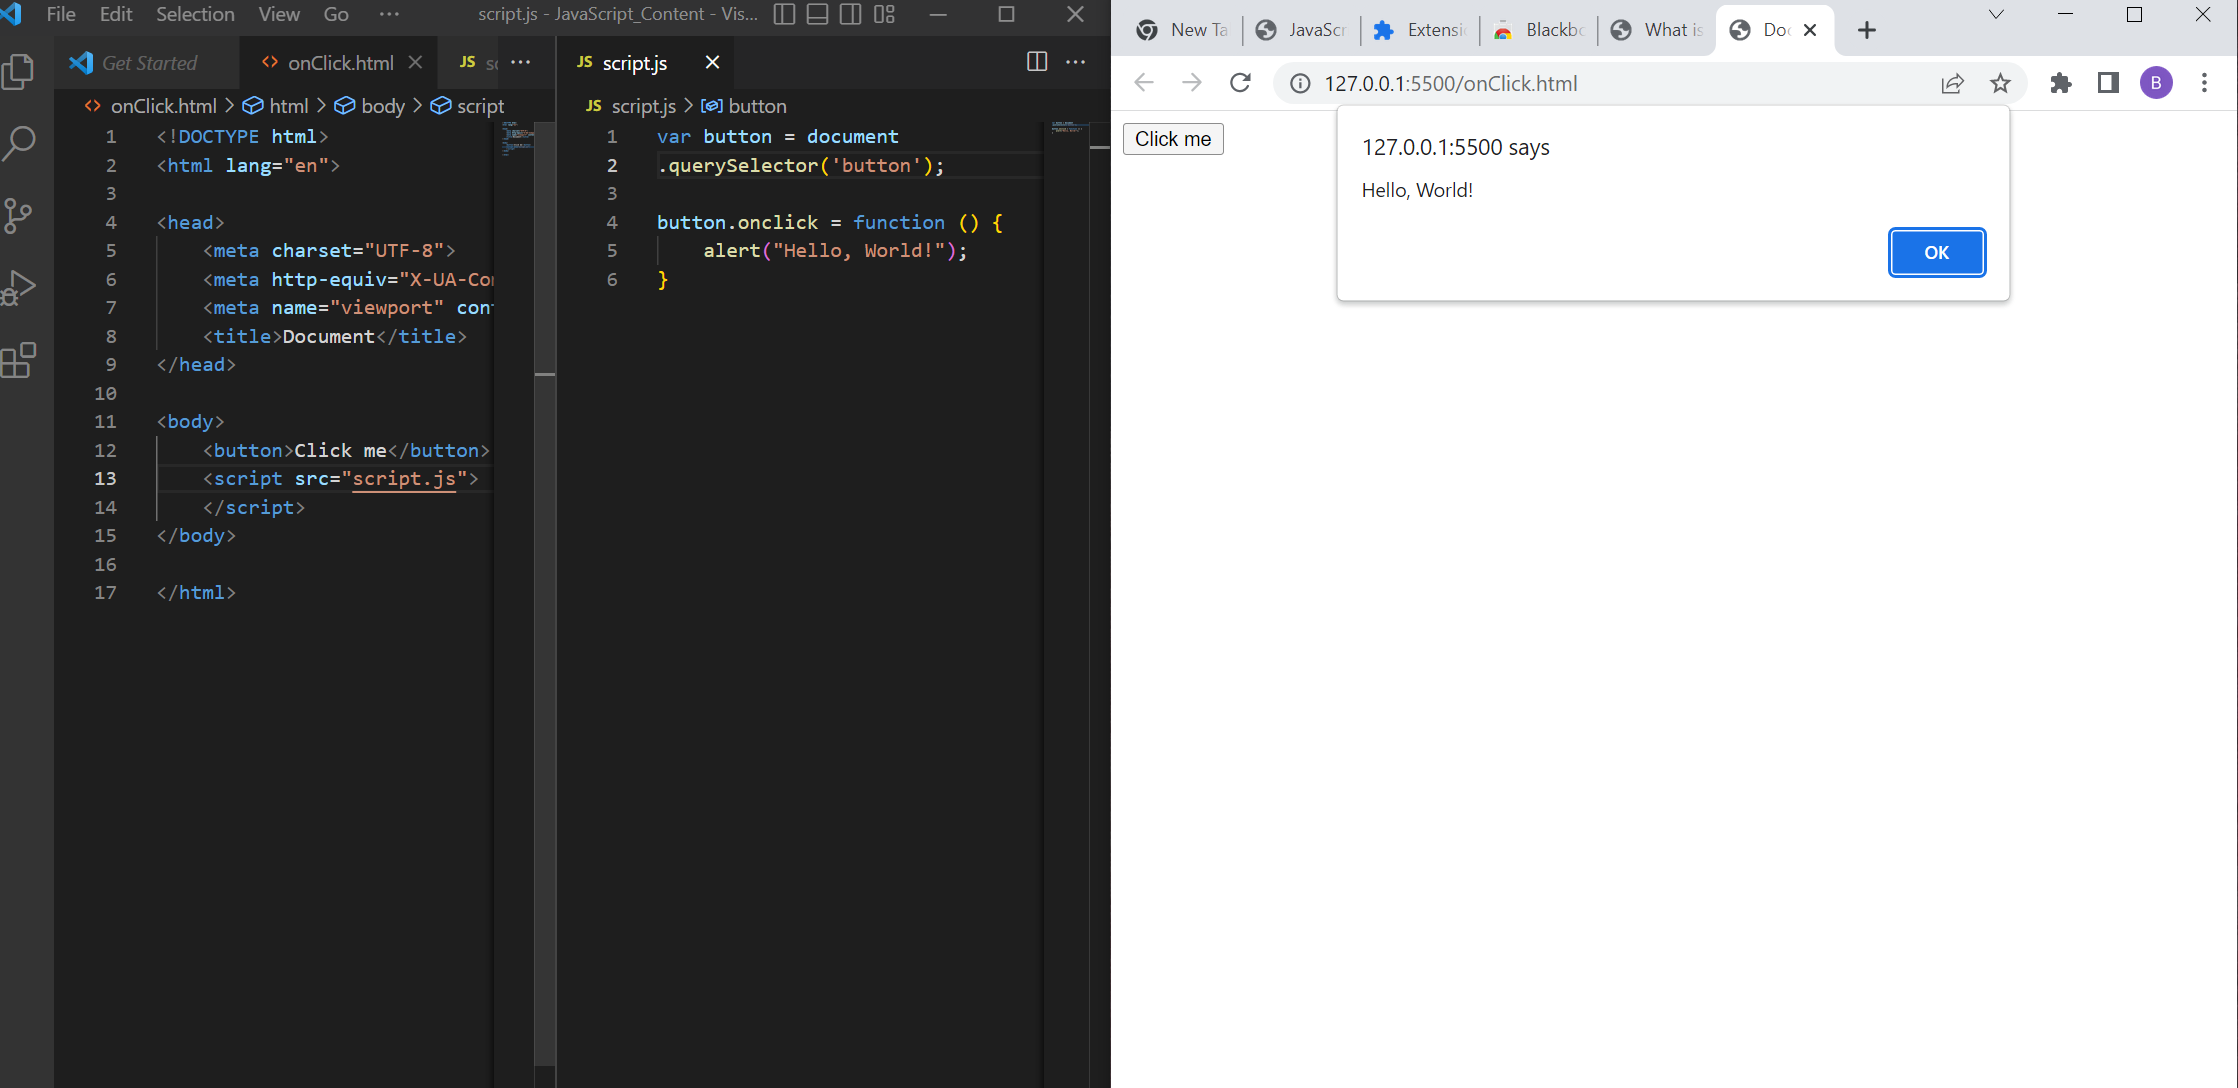 File Edit Selection View Go ··· script.js - JavaScript_Content - Vis...
Get Started onClick.html JS ···
onClick.html > html > body > script
1 <!DOCTYPE html>
2 <html lang="en">
3
4 <head>
5 <meta charset="UTF-8">
6 <meta http-equiv="X-UA-Co
7 <meta name="viewport" con
8 <title>Document</title>
9 </head>
10
11 <body>
12 <button>Click me</button>
13 <script src="script.js">
14 </script>
15 </body>
16
17 </html>
JS script.js ···
JS script.js > button
1 var button = document
2 .querySelector('button');
3
4 button.onclick = function () {
5 alert("Hello, World!");
6 }
New Ta JavaScr Extensi Blackbo What is Doc
127.0.0.1:5500/onClick.html B
Click me
127.0.0.1:5500 says
Hello, World!
OK